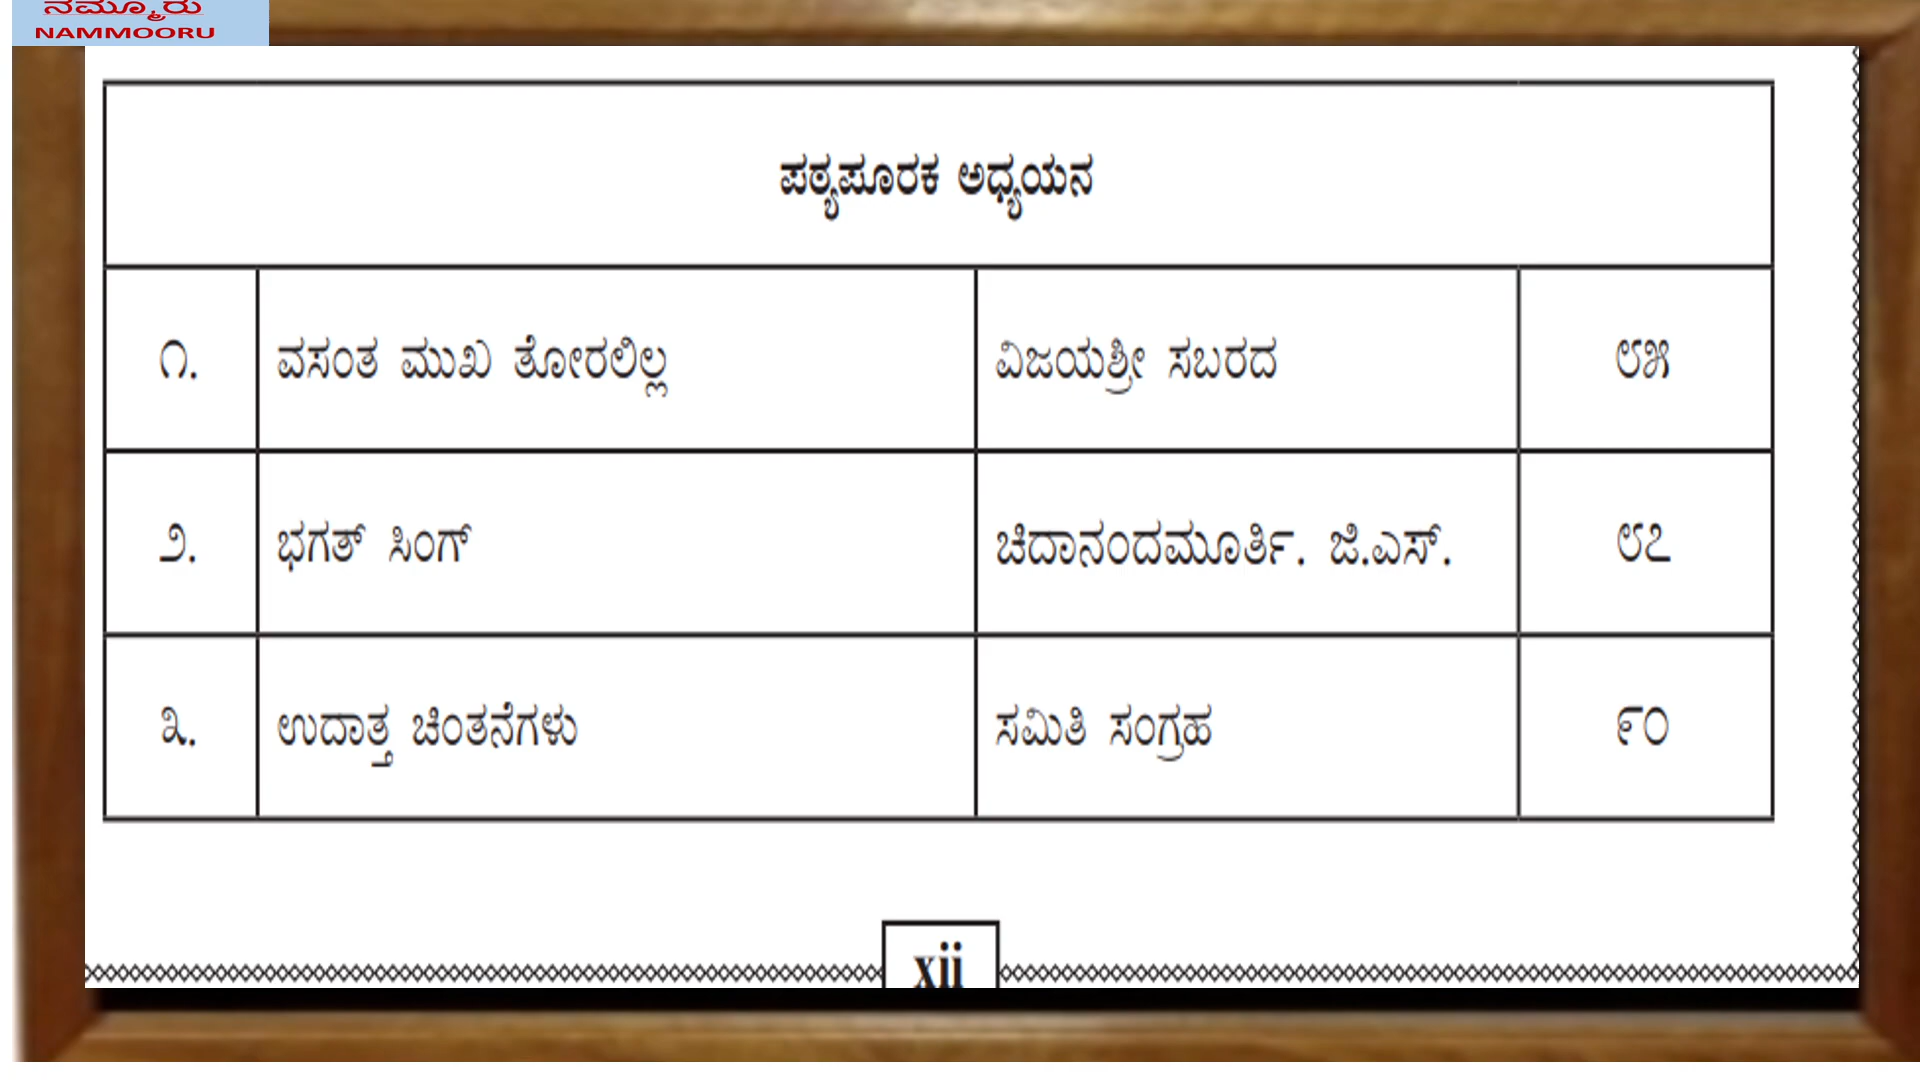 ನಮ್ಮೂರು
NAMMOORU
ಪಠ್ಯಪೂರಕ ಅಧ್ಯಯನ
೧. ವಸಂತ ಮುಖ ತೋರಲಿಲ್ಲ ವಿಜಯಶ್ರೀ ಸಬರದ ೮೫
೨. ಭಗತ್ ಸಿಂಗ್ ಚಿದಾನಂದಮೂರ್ತಿ. ಜಿ.ಎಸ್. ೮೭
೩. ಉದಾತ್ತ ಚಿಂತನೆಗಳು ಸಮಿತಿ ಸಂಗ್ರಹ ೯೦
xii